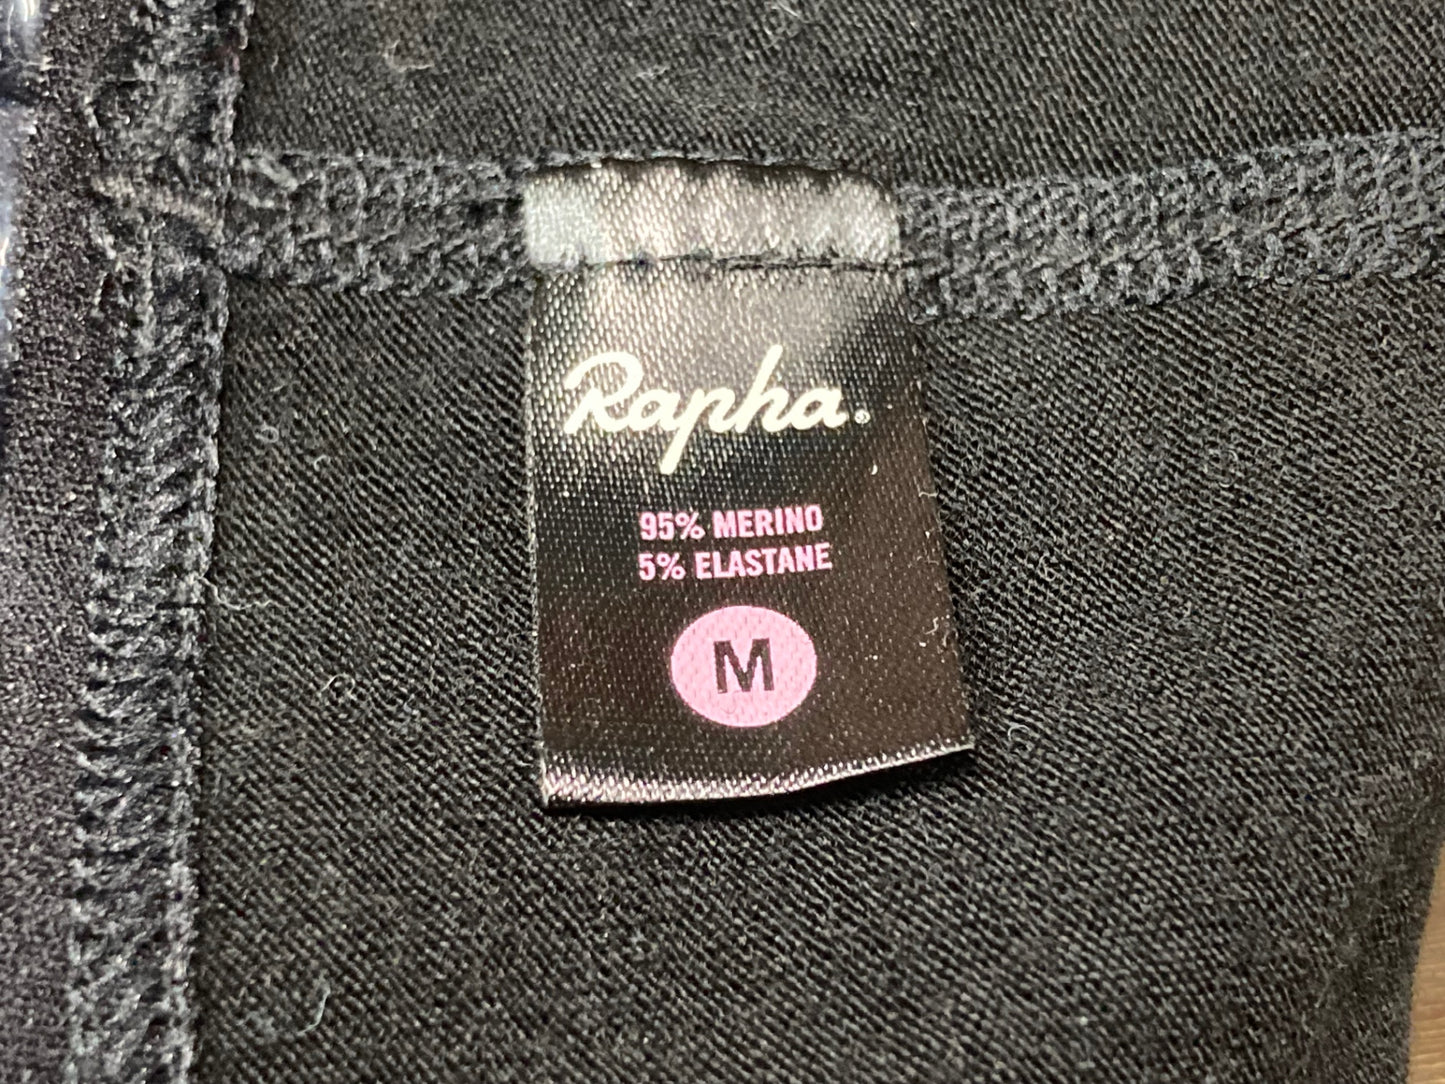 Rapha®
95% MERINO
5% ELASTANE
M